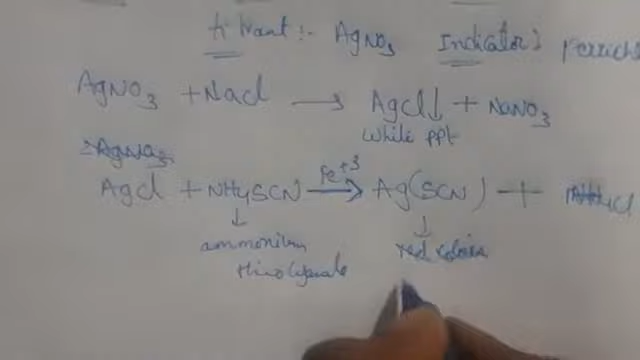 titrant :- AgNO3 Indicator :
AgNO3 + NaCl → AgCl↓ + NaNO3
White ppt
AgCl + NH4SCN Fe+3 → Ag(SCN) +
↓ ↓
ammonium red colour
thiocyanate